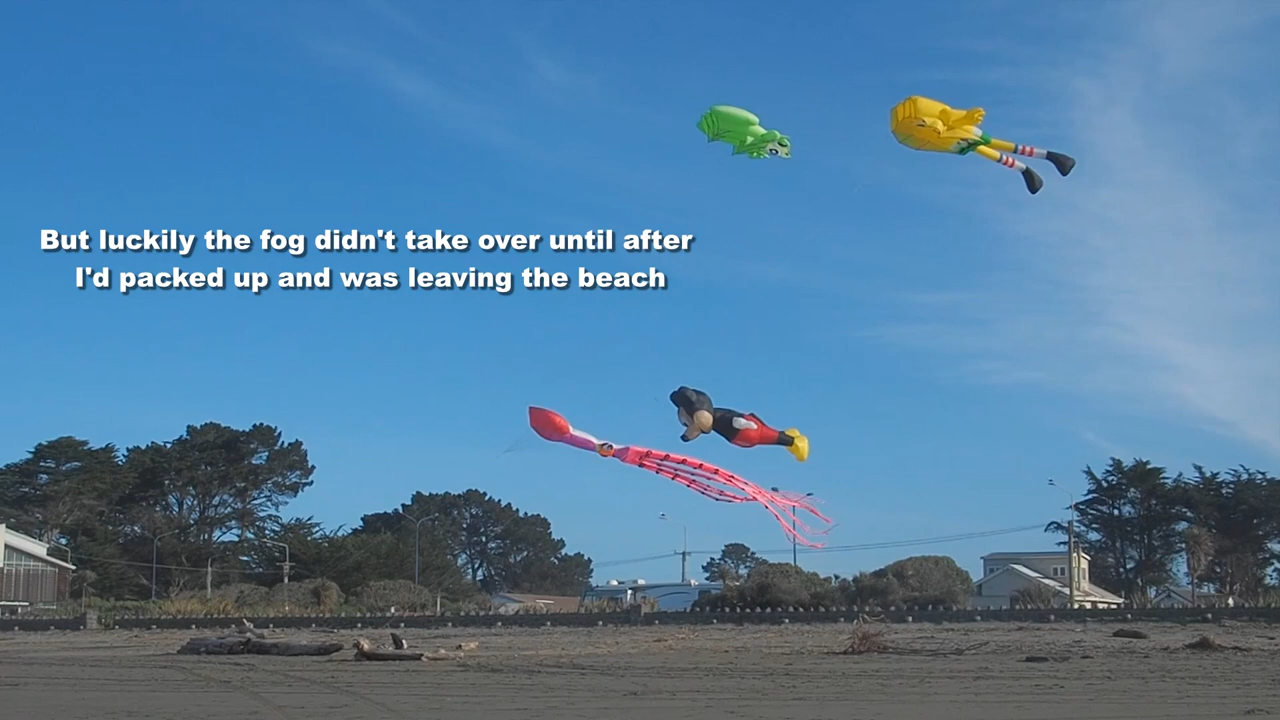 But luckily the fog didn't take over until after
I'd packed up and was leaving the beach